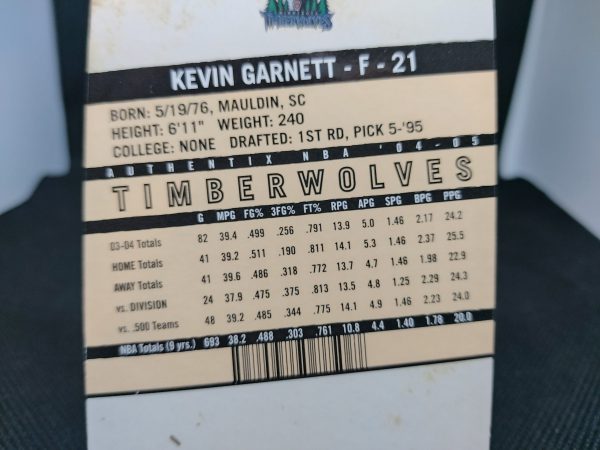 TIMBERWOLVES
KEVIN GARNETT - F - 21
BORN: 5/19/76, MAULDIN, SC
HEIGHT: 6'11" WEIGHT: 240
COLLEGE: NONE DRAFTED: 1ST RD, PICK 5-'95
AUTHENTIX NBA '04-05
TIMBERWOLVES
G MPG FG% 3FG% FT% RPG APG SPG BPG PPG
03-04 Totals 82 39.4 .499 .256 .791 13.9 5.0 1.46 2.17 24.2
HOME Totals 41 39.2 .511 .190 .811 14.1 5.3 1.46 2.37 25.5
AWAY Totals 41 39.6 .486 .318 .772 13.7 4.7 1.46 1.98 22.9
vs. DIVISION 24 37.9 .475 .375 .813 13.5 4.8 1.46 2.29 24.3
vs. .500 Teams 48 39.2 .485 .344 .775 14.1 4.9 1.46 2.23 24.0
NBA Totals (9 yrs.) 693 38.2 .488 .303 .761 10.8 4.4 1.40 1.78 20.0